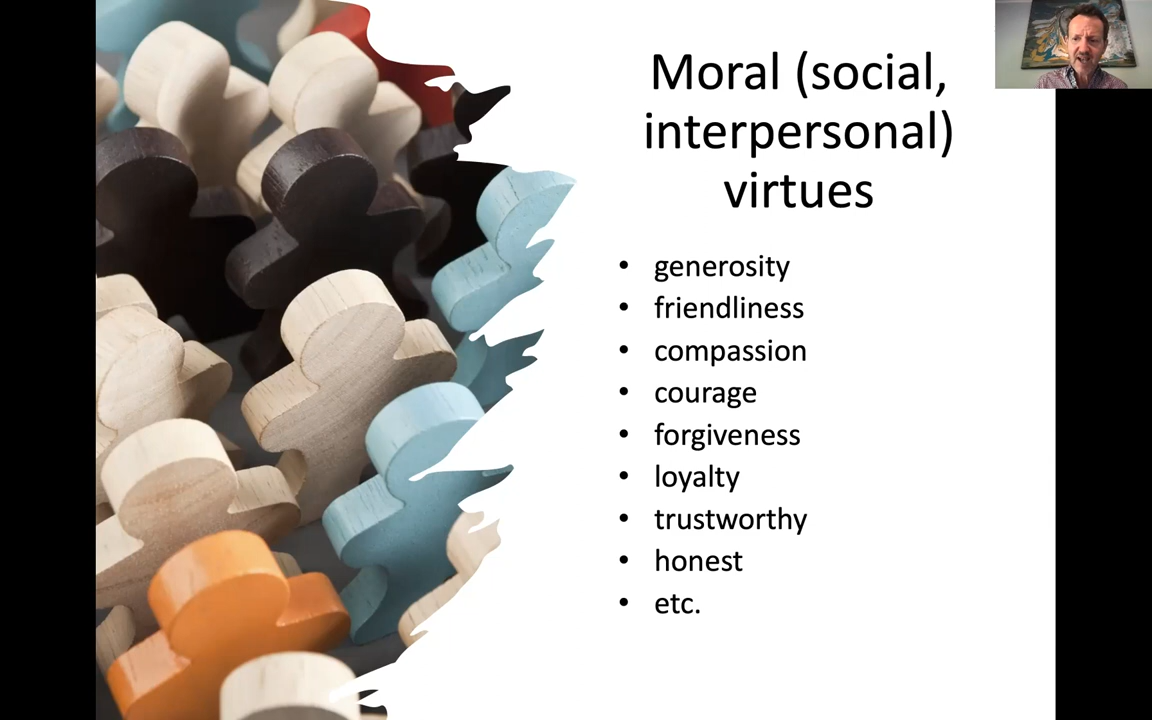 Moral (social,
interpersonal)
virtues
• generosity
• friendliness
• compassion
• courage
• forgiveness
• loyalty
• trustworthy
• honest
• etc.